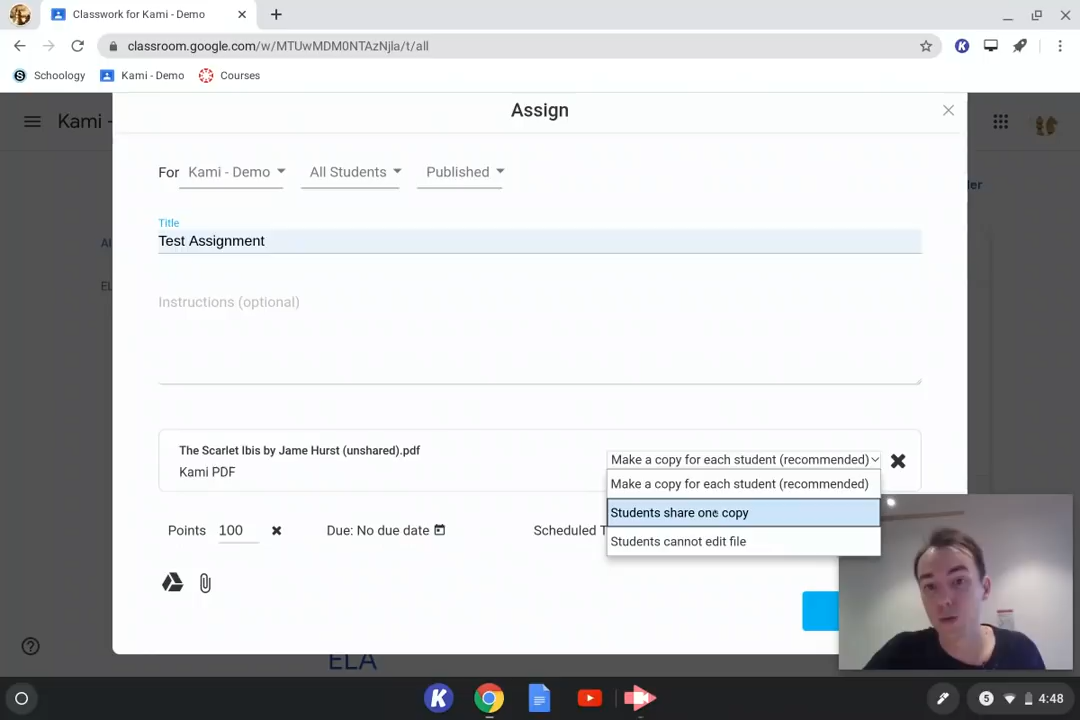 Classwork for Kami - Demo
classroom.google.com/w/MTUwMDM0NTAzNjla/t/all
Schoology
Kami - Demo
Courses
Kami -
Assign
der
For
Kami - Demo
All Students
Published
Title
Test Assignment
Instructions (optional)
The Scarlet Ibis by Jame Hurst (unshared).pdf
Kami PDF
Make a copy for each student (recommended)
Make a copy for each student (recommended)
Students share one copy
Students cannot edit file
Points
100
Due: No due date
Scheduled T
ELA
K
5
4:48